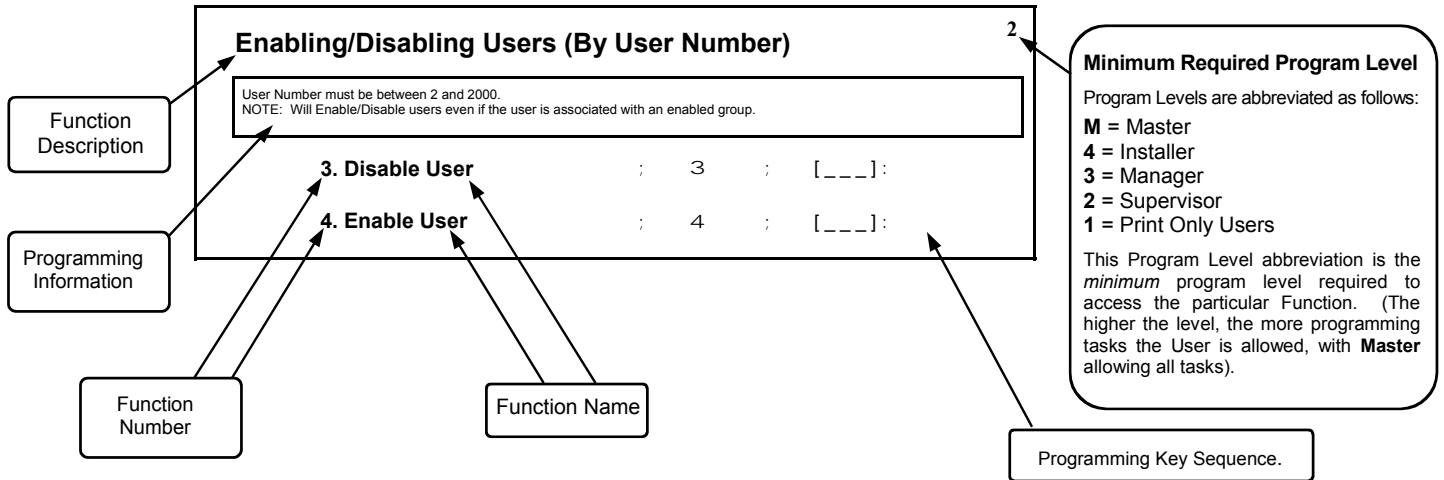 Enabling/Disabling Users (By User Number)
2
User Number must be between 2 and 2000.
NOTE: Will Enable/Disable users even if the user is associated with an enabled group.
3. Disable User ; 3 ; [_ _ _]:
4. Enable User ; 4 ; [_ _ _]:
Function
Description
Programming
Information
Function
Number
Function Name
Programming Key Sequence.
Minimum Required Program Level
Program Levels are abbreviated as follows:
M = Master
4 = Installer
3 = Manager
2 = Supervisor
1 = Print Only Users
This Program Level abbreviation is the
minimum program level required to
access the particular Function. (The
higher the level, the more programming
tasks the User is allowed, with Master
allowing all tasks).